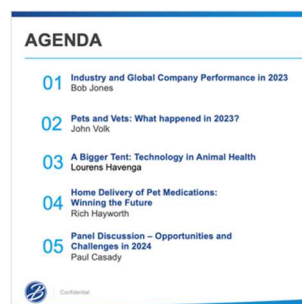 AGENDA
01 Industry and Global Company Performance in 2023
Bob Jones
02 Pets and Vets: What happened in 2023?
John Volk
03 A Bigger Tent: Technology in Animal Health
Lourens Havenga
04 Home Delivery of Pet Medications:
Winning the Future
Rich Hayworth
05 Panel Discussion – Opportunities and
Challenges in 2024
Paul Casady
B
Confidential